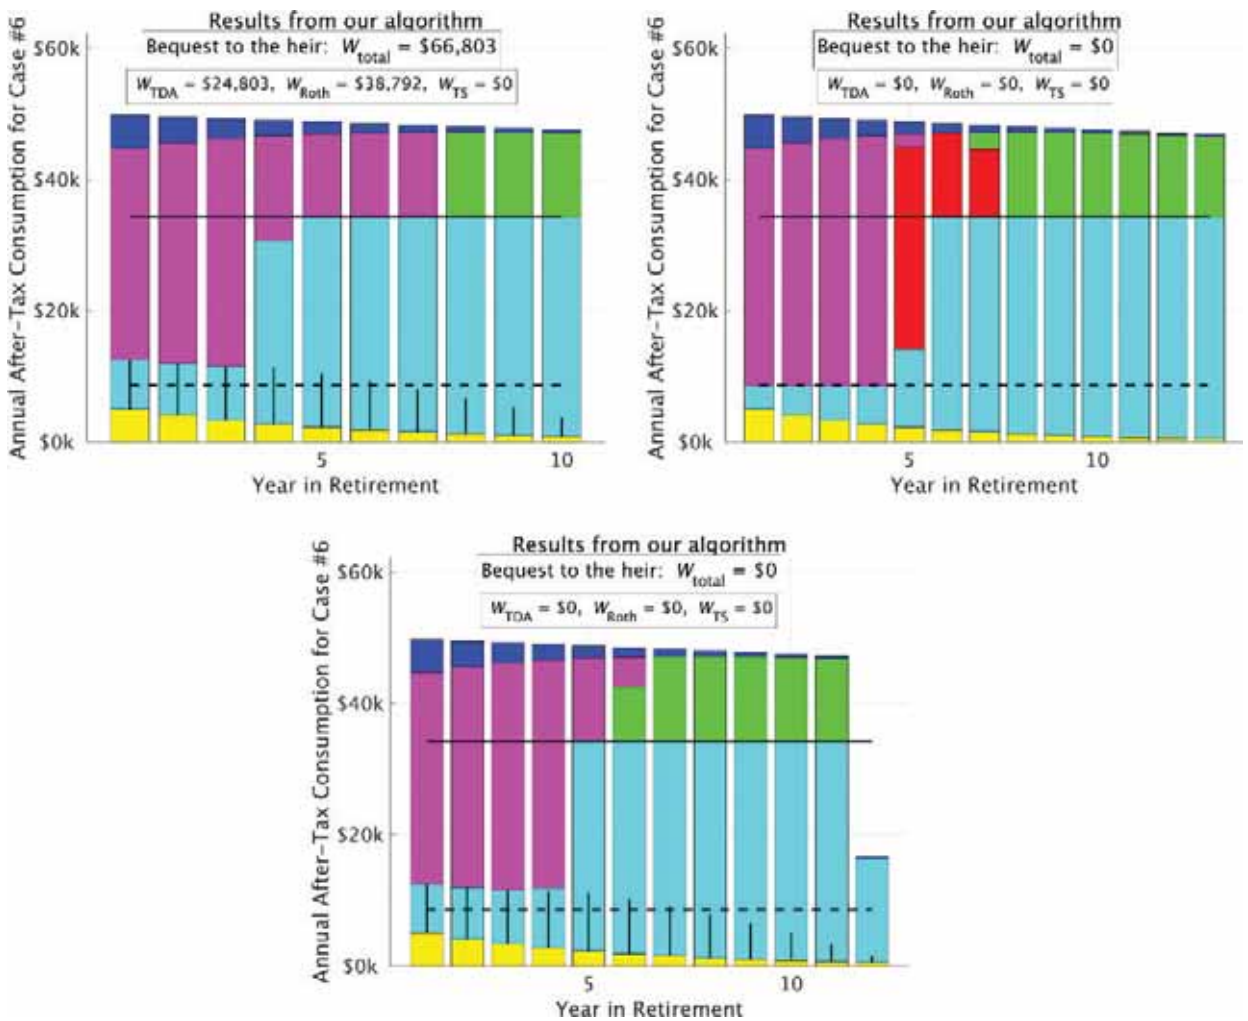 Results from our algorithm
Bequest to the heir: W_total = $66,803
W_TDA = $24,803, W_Roth = $38,792, W_TS = $0
Annual After-Tax Consumption for Case #6
$60k
$40k
$20k
$0k
5
10
Year in Retirement
Results from our algorithm
Bequest to the heir: W_total = $0
W_TDA = $0, W_Roth = $0, W_TS = $0
Annual After-Tax Consumption for Case #6
$60k
$40k
$20k
$0k
5
10
Year in Retirement
Results from our algorithm
Bequest to the heir: W_total = $0
W_TDA = $0, W_Roth = $0, W_TS = $0
Annual After-Tax Consumption for Case #6
$60k
$40k
$20k
$0k
5
10
Year in Retirement